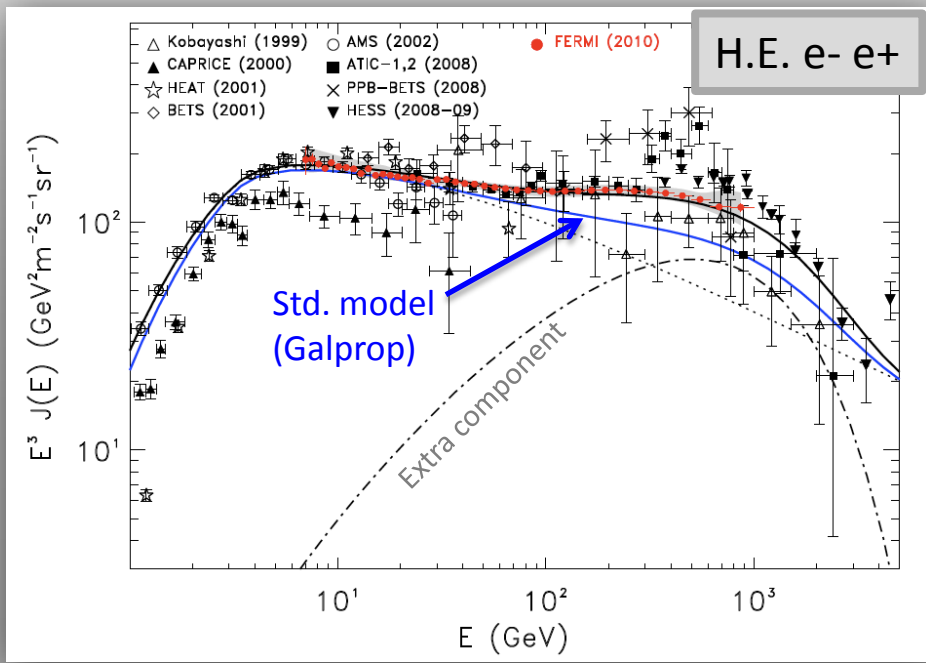 Kobayashi (1999)
CAPRICE (2000)
HEAT (2001)
BETS (2001)
AMS (2002)
ATIC-1,2 (2008)
PPB-BETS (2008)
HESS (2008-09)
FERMI (2010)
H.E. e- e+
Std. model
(Galprop)
Extra component
E³ J(E) (GeV²m⁻²s⁻¹sr⁻¹)
10²
10¹
10¹
10²
10³
E (GeV)